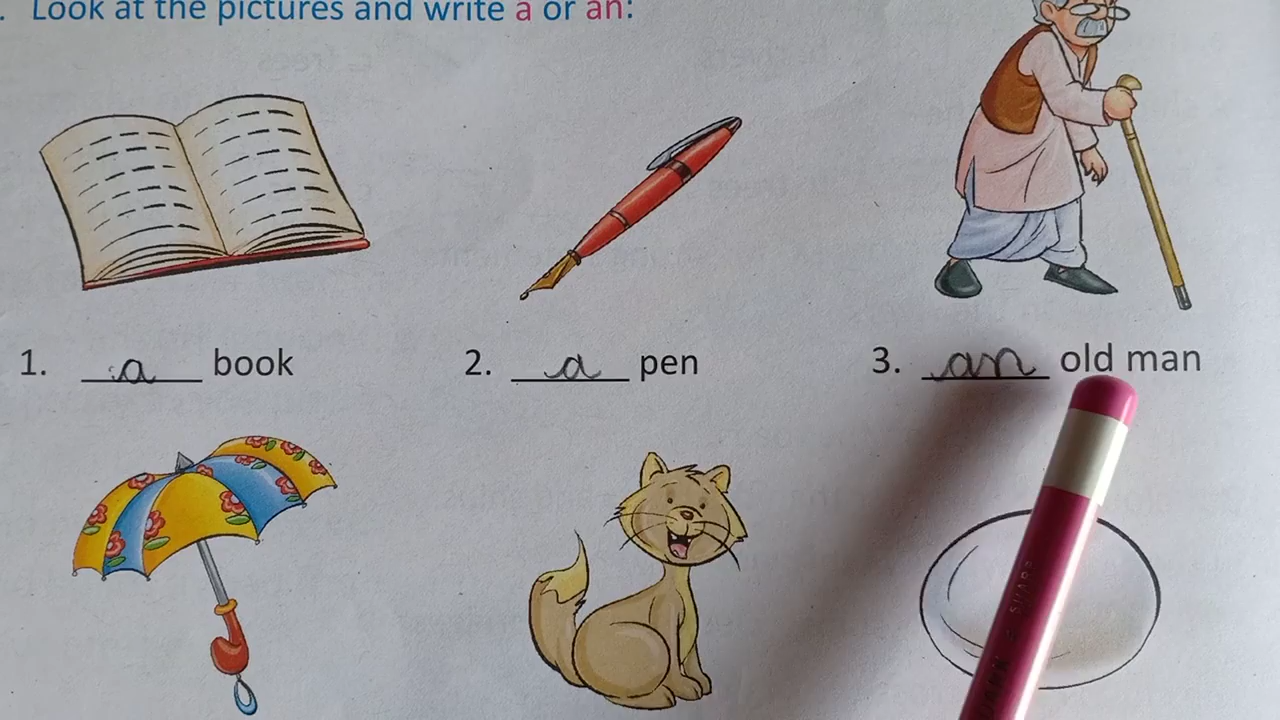 . Look at the pictures and write a or an:
1. a book 2. a pen 3. an old man